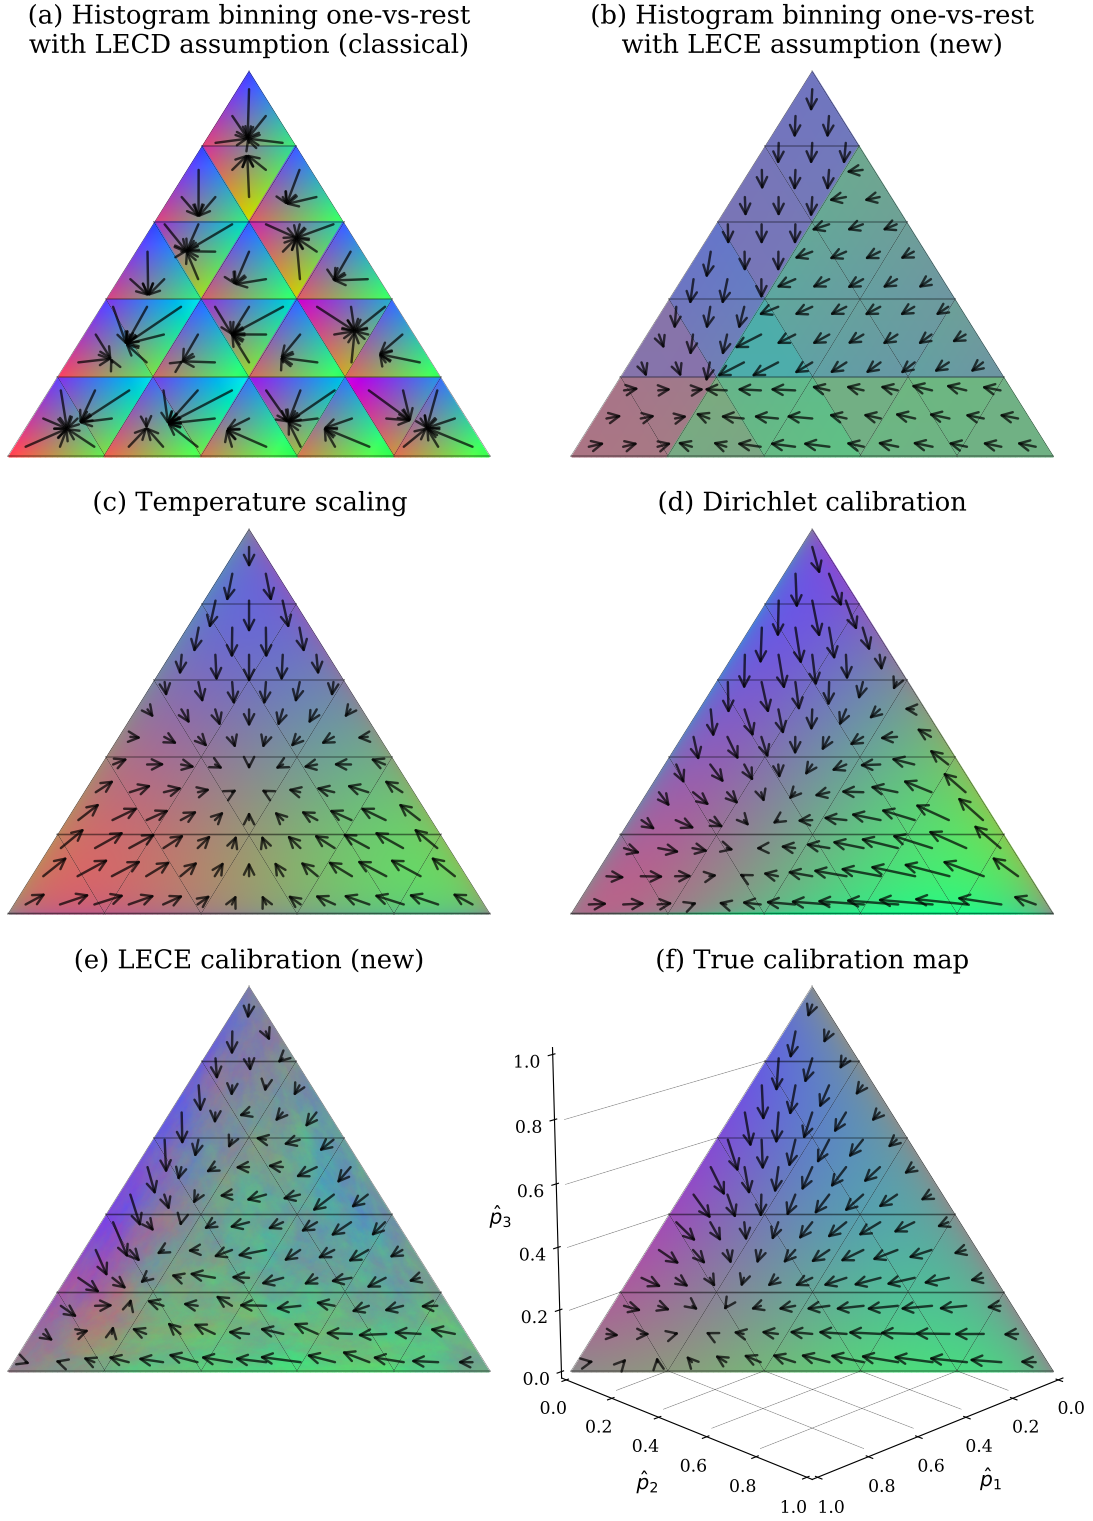 (a) Histogram binning one-vs-rest
with LECD assumption (classical)
(b) Histogram binning one-vs-rest
with LECE assumption (new)
(c) Temperature scaling
(d) Dirichlet calibration
(e) LECE calibration (new)
(f) True calibration map
1.0
0.8
0.6
p̂3
0.4
0.2
0.0
0.0
0.2
0.4
0.6
0.8
1.0
p̂2
1.0
0.8
0.6
0.4
0.2
0.0
p̂1